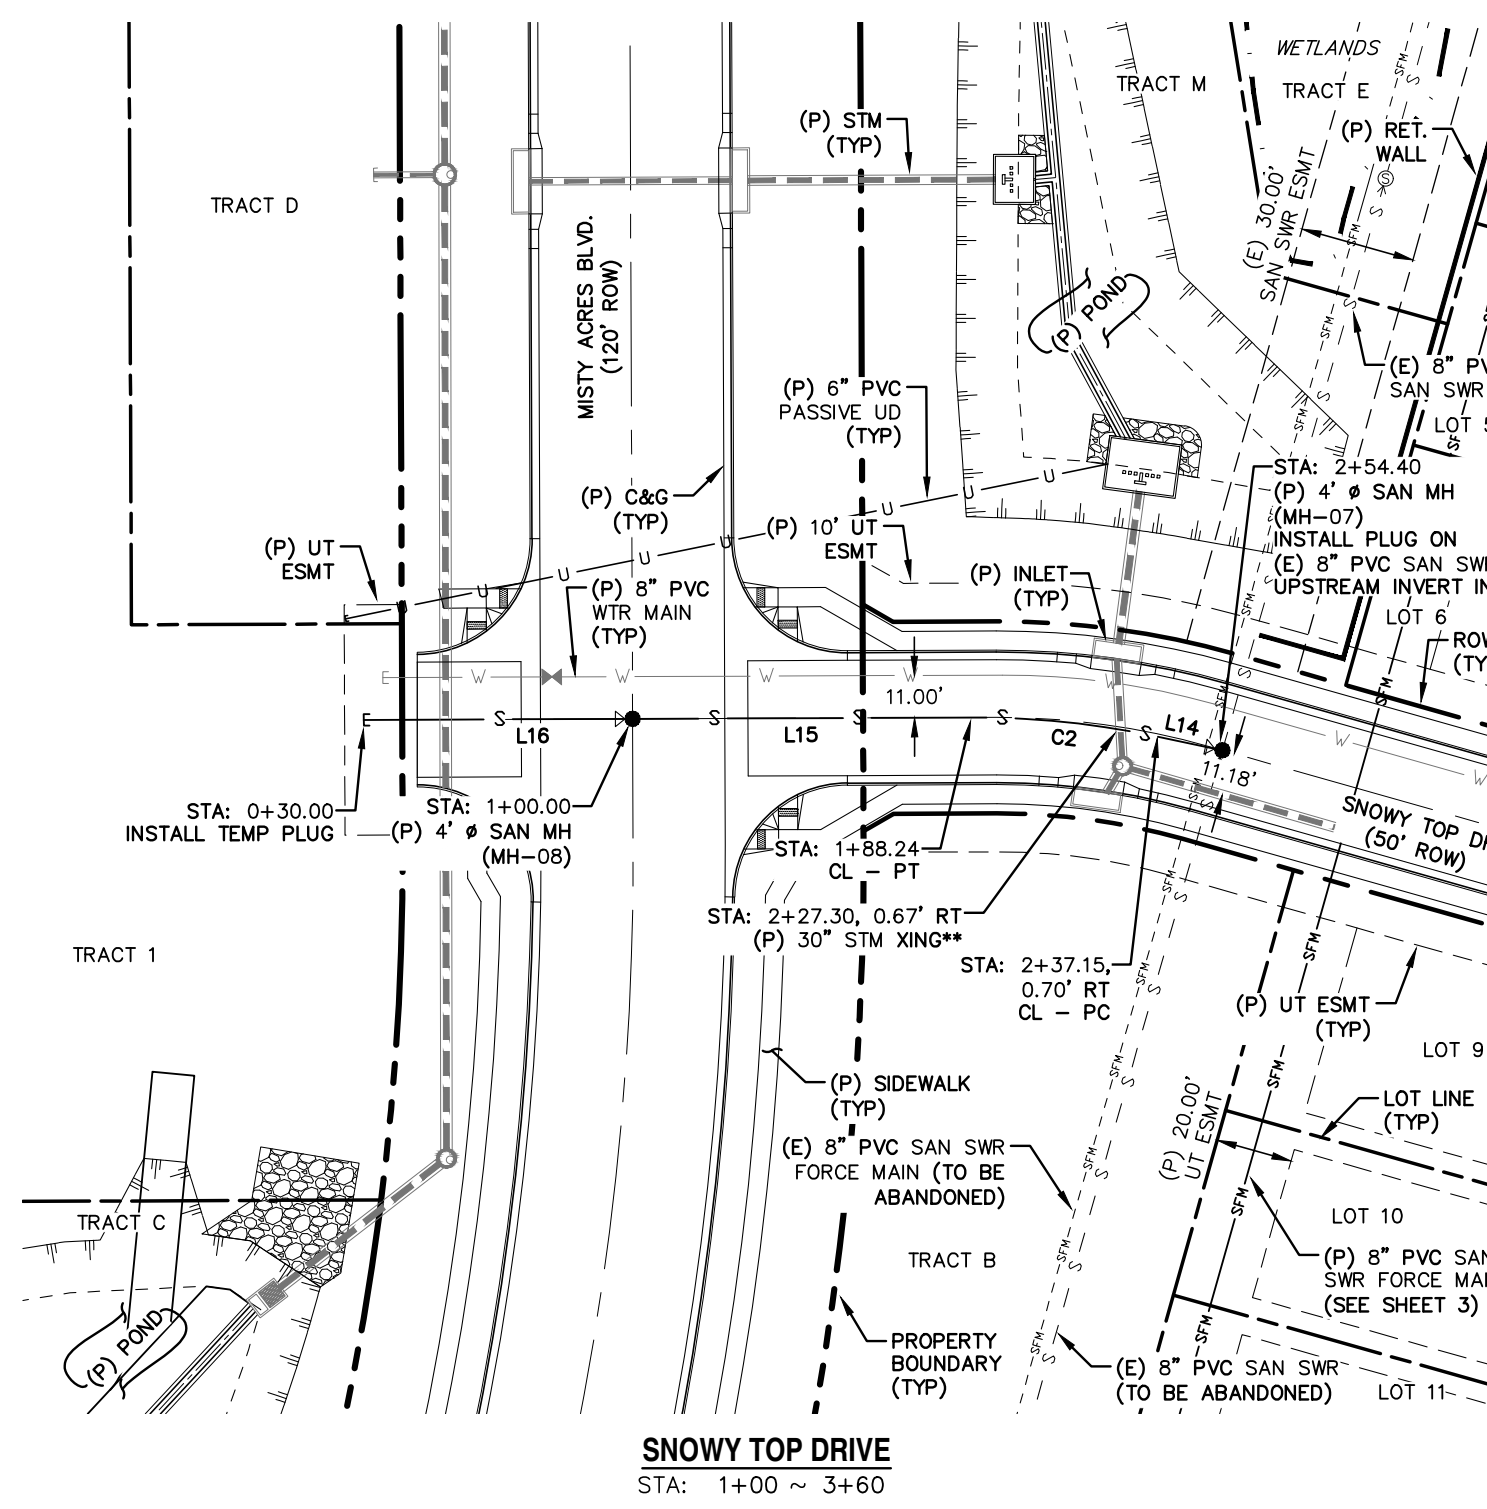 WETLANDS
TRACT M
TRACT E
(P) STM
(TYP)
(P) RET.
WALL
TRACT D
(E) 30.00'
SAN SWR ESMT
MISTY ACRES BLVD.
(120' ROW)
(P) POND
(E) 8" PV
SAN SWR
LOT 5
(P) 6" PVC
PASSIVE UD
(TYP)
STA: 2+54.40
(P) 4' ø SAN MH
(MH-07)
INSTALL PLUG ON
(E) 8" PVC SAN SWR
UPSTREAM INVERT IN
(P) C&G
(TYP)
(P) 10' UT
ESMT
(P) UT
ESMT
(P) 8" PVC
WTR MAIN
(TYP)
(P) INLET
(TYP)
LOT 6
ROW
(TY
11.00'
L16
L15
C2
L14
11.18'
STA: 0+30.00
INSTALL TEMP PLUG
STA: 1+00.00
(P) 4' ø SAN MH
(MH-08)
SNOWY TOP DR
(50' ROW)
STA: 1+88.24
CL - PT
STA: 2+27.30, 0.67' RT
(P) 30" STM XING**
STA: 2+37.15,
0.70' RT
CL - PC
TRACT 1
(P) UT ESMT
(TYP)
LOT 9
(P) SIDEWALK
(TYP)
LOT LINE
(TYP)
(P) 20.00'
UT ESMT
(E) 8" PVC SAN SWR
FORCE MAIN (TO BE
ABANDONED)
TRACT C
LOT 10
TRACT B
(P) 8" PVC SAN
SWR FORCE MAI
(SEE SHEET 3)
(P) POND
PROPERTY
BOUNDARY
(TYP)
(E) 8" PVC SAN SWR
(TO BE ABANDONED)
LOT 11
SNOWY TOP DRIVE
STA: 1+00 ~ 3+60